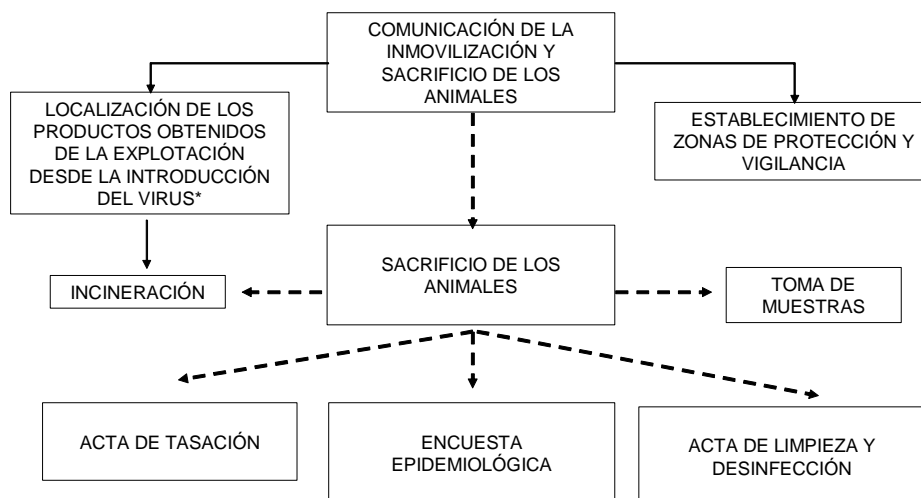 COMUNICACIÓN DE LA
INMOVILIZACIÓN Y
SACRIFICIO DE LOS
ANIMALES
LOCALIZACIÓN DE LOS
PRODUCTOS OBTENIDOS
DE LA EXPLOTACIÓN
DESDE LA INTRODUCCIÓN
DEL VIRUS*
ESTABLECIMIENTO DE
ZONAS DE PROTECCIÓN Y
VIGILANCIA
INCINERACIÓN
SACRIFICIO DE LOS
ANIMALES
TOMA DE
MUESTRAS
ACTA DE TASACIÓN
ENCUESTA
EPIDEMIOLÓGICA
ACTA DE LIMPIEZA Y
DESINFECCIÓN